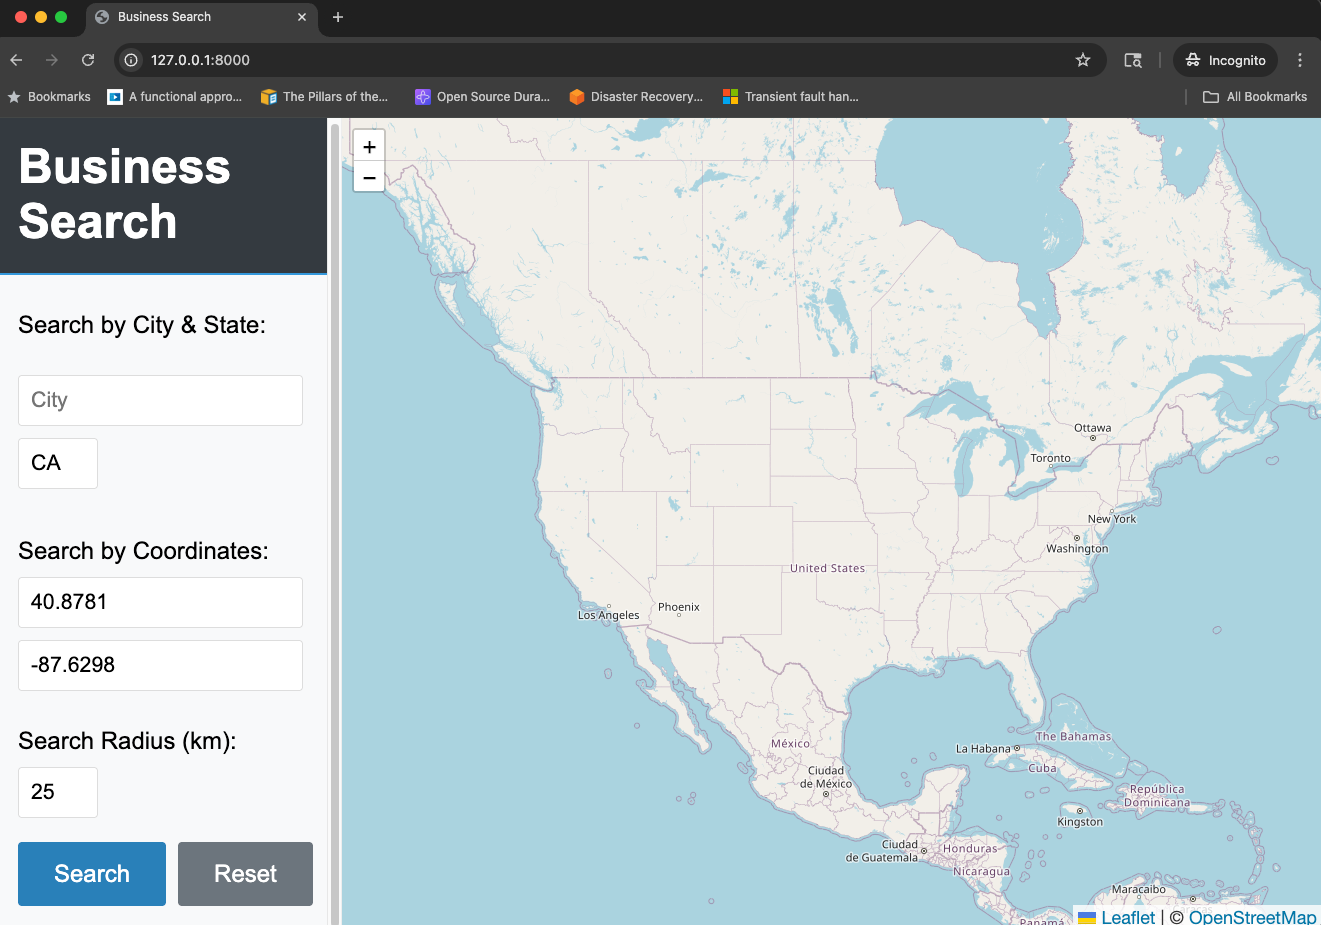 Business Search
127.0.0.1:8000
Incognito
Bookmarks
A functional appro...
The Pillars of the...
Open Source Dura...
Disaster Recovery...
Transient fault han...
All Bookmarks
Business
Search
Search by City & State:
City
CA
Search by Coordinates:
40.8781
-87.6298
Search Radius (km):
25
Search
Reset
+
−
Ottawa
Toronto
New York
Washington
United States
Los Angeles
Phoenix
México
Ciudad
de México
La Habana
The Bahamas
Cuba
República
Dominicana
Kingston
Ciudad
de Guatemala
Honduras
Nicaragua
Maracaibo
Panamá
Leaflet | © OpenStreetMap